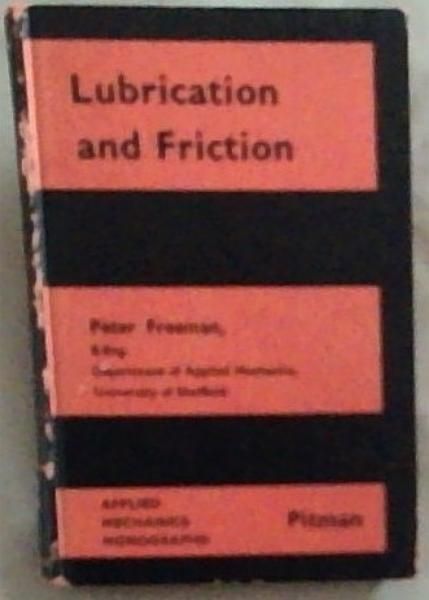 Lubrication
and Friction
Peter Freeman,
B.Eng.
Department of Applied Mechanics,
University of Sheffield
APPLIED
MECHANICS
MONOGRAPHS
Pitman